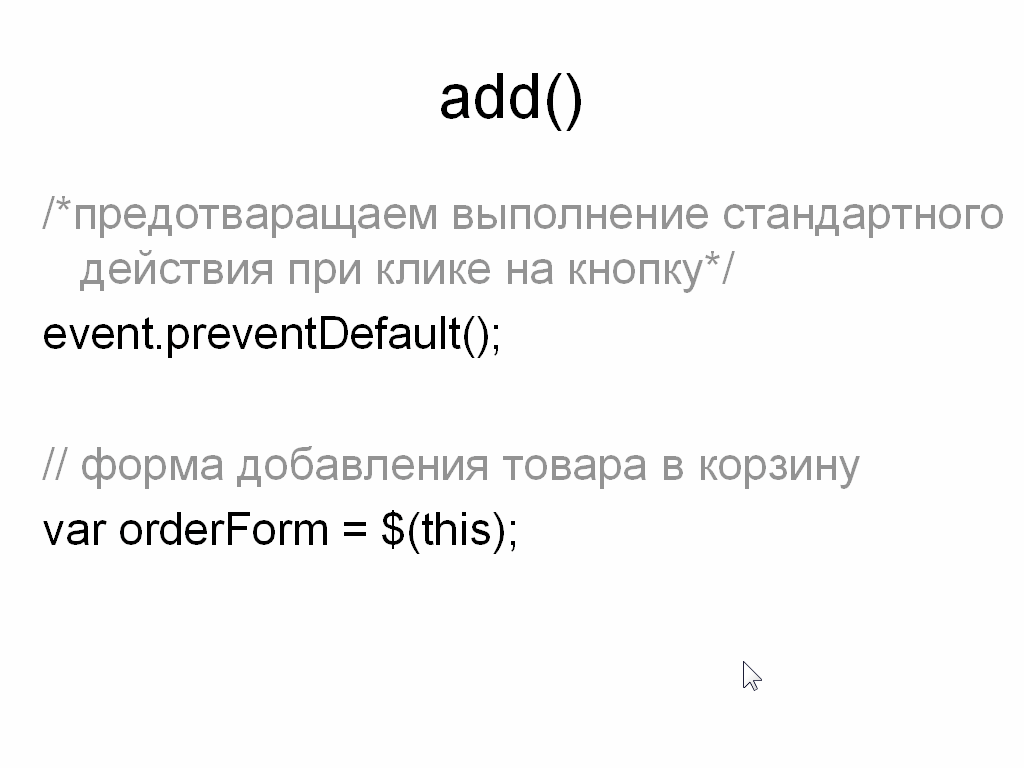 add()
/*предотваращаем выполнение стандартного
действия при клике на кнопку*/
event.preventDefault();
// форма добавления товара в корзину
var orderForm = $(this);